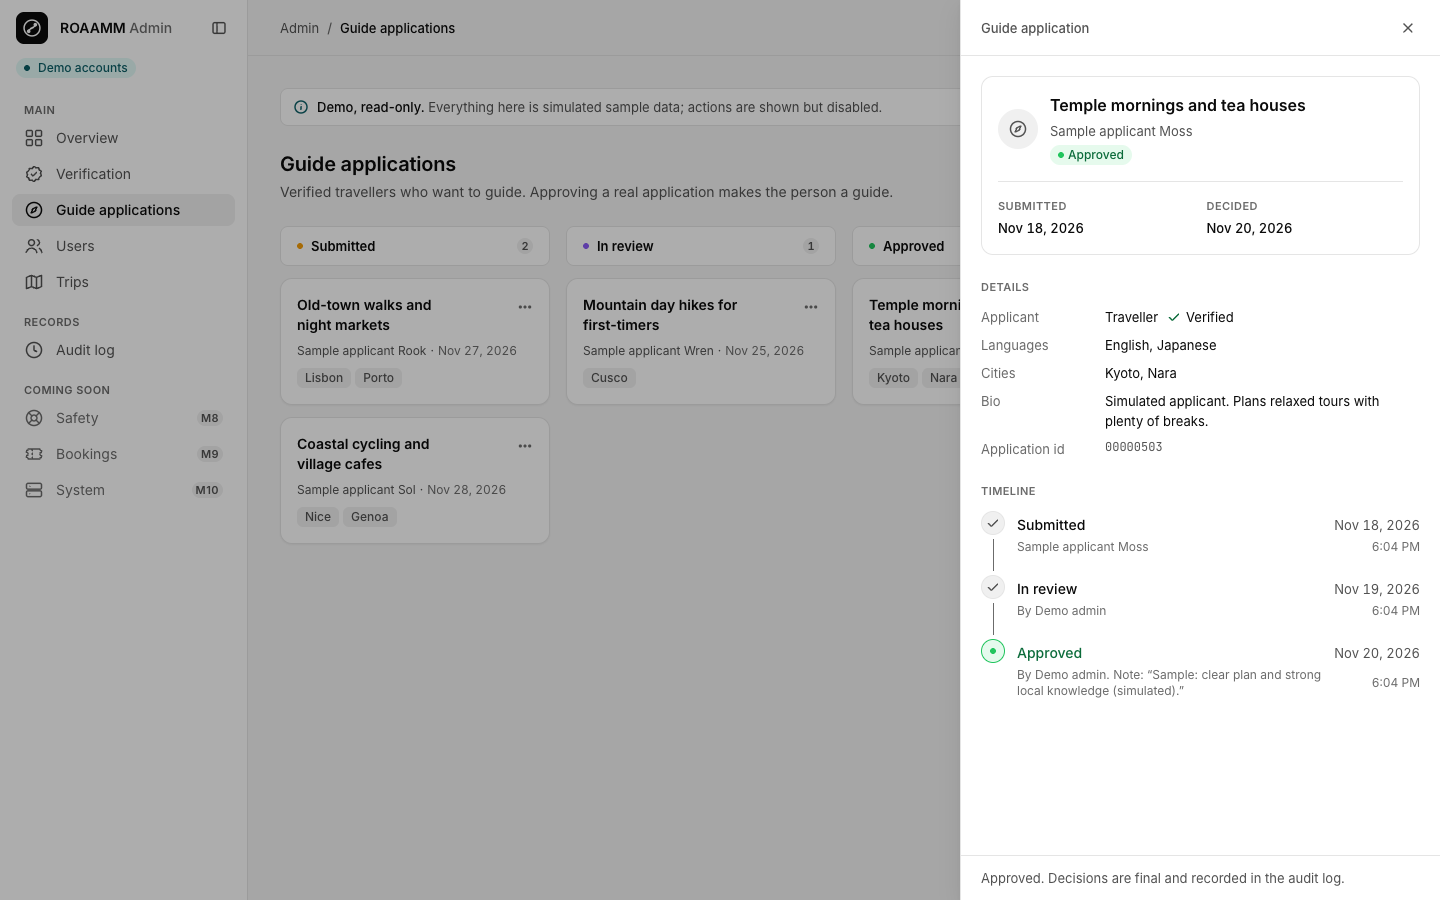 ROAAMM Admin
Demo accounts
MAIN
Overview
Verification
Guide applications
Users
Trips
RECORDS
Audit log
COMING SOON
Safety M8
Bookings M9
System M10
Admin / Guide applications
Demo, read-only. Everything here is simulated sample data; actions are shown but disabled.
Guide applications
Verified travellers who want to guide. Approving a real application makes the person a guide.
Submitted 2
Old-town walks and
night markets
Sample applicant Rook · Nov 27, 2026
Lisbon Porto
Coastal cycling and
village cafes
Sample applicant Sol · Nov 28, 2026
Nice Genoa
In review 1
Mountain day hikes for
first-timers
Sample applicant Wren · Nov 25, 2026
Cusco
Approved
Temple morni
tea houses
Sample applican
Kyoto Nara
Guide application
Temple mornings and tea houses
Sample applicant Moss
Approved
SUBMITTED DECIDED
Nov 18, 2026 Nov 20, 2026
DETAILS
Applicant Traveller Verified
Languages English, Japanese
Cities Kyoto, Nara
Bio Simulated applicant. Plans relaxed tours with
plenty of breaks.
Application id 00000503
TIMELINE
Submitted Nov 18, 2026
Sample applicant Moss 6:04 PM
In review Nov 19, 2026
By Demo admin 6:04 PM
Approved Nov 20, 2026
By Demo admin. Note: “Sample: clear plan and strong
local knowledge (simulated).” 6:04 PM
Approved. Decisions are final and recorded in the audit log.